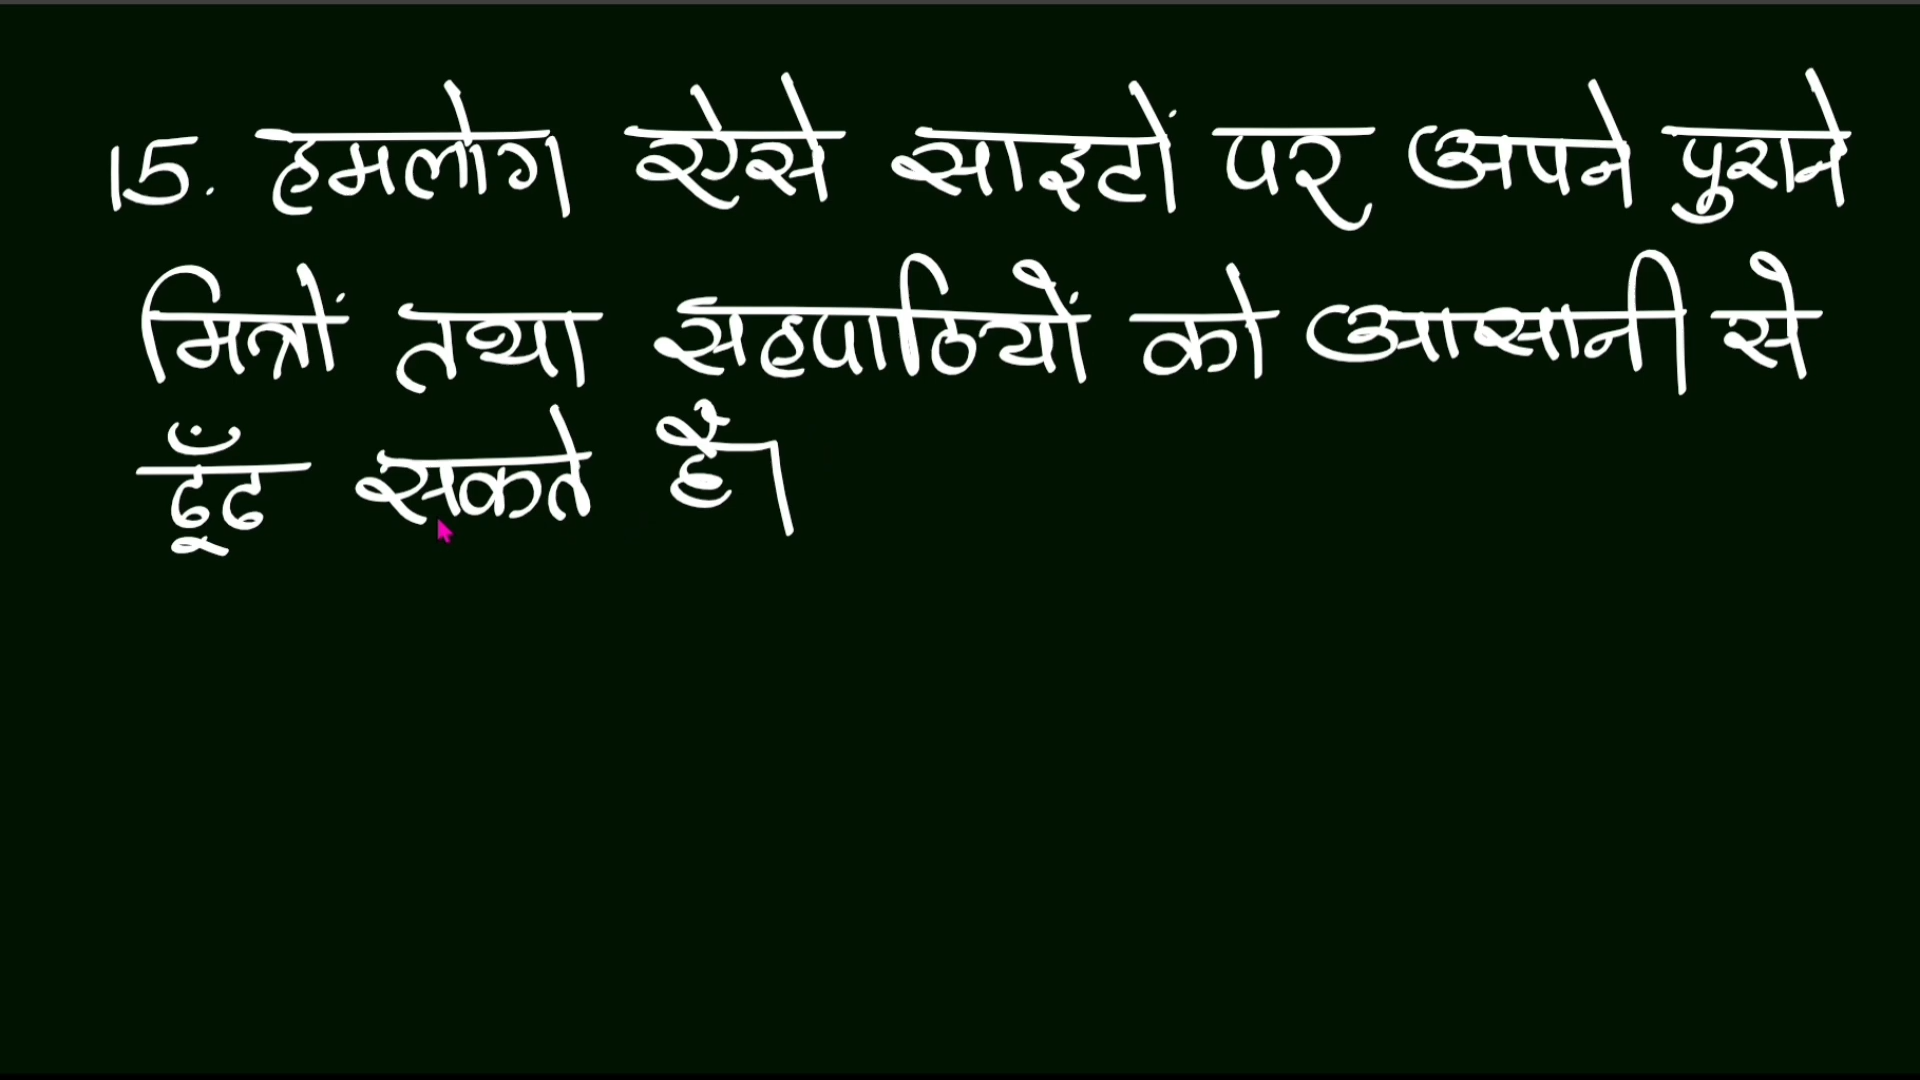 15. हमलोग ऐसे साइटों पर अपने पुराने
मित्रों तथा सहपाठियों को आसानी से
ढूँढ सकते हैं।